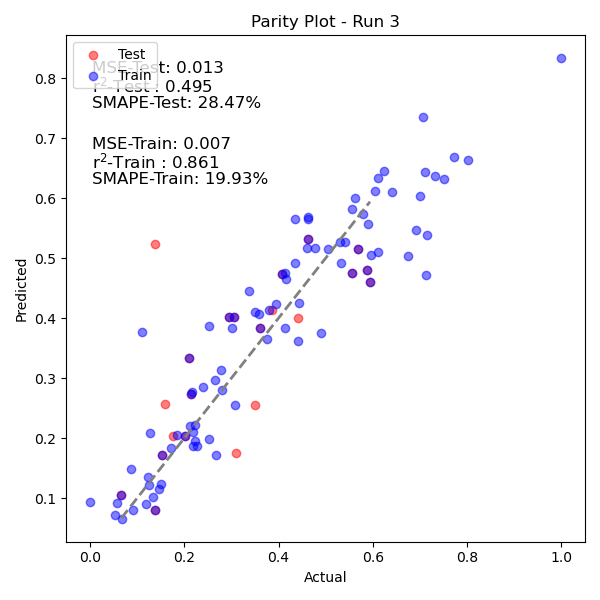 Parity Plot - Run 3
Test
Train
MSE-Test: 0.013
r²-Test : 0.495
SMAPE-Test: 28.47%
MSE-Train: 0.007
r²-Train : 0.861
SMAPE-Train: 19.93%
Predicted
0.8
0.7
0.6
0.5
0.4
0.3
0.2
0.1
0.0 0.2 0.4 0.6 0.8 1.0
Actual